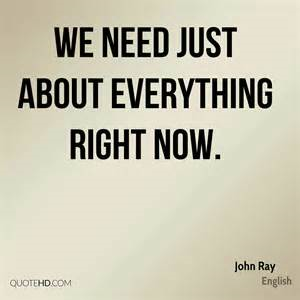 WE NEED JUST
ABOUT EVERYTHING
RIGHT NOW.
John Ray
English
QUOTEHD.COM